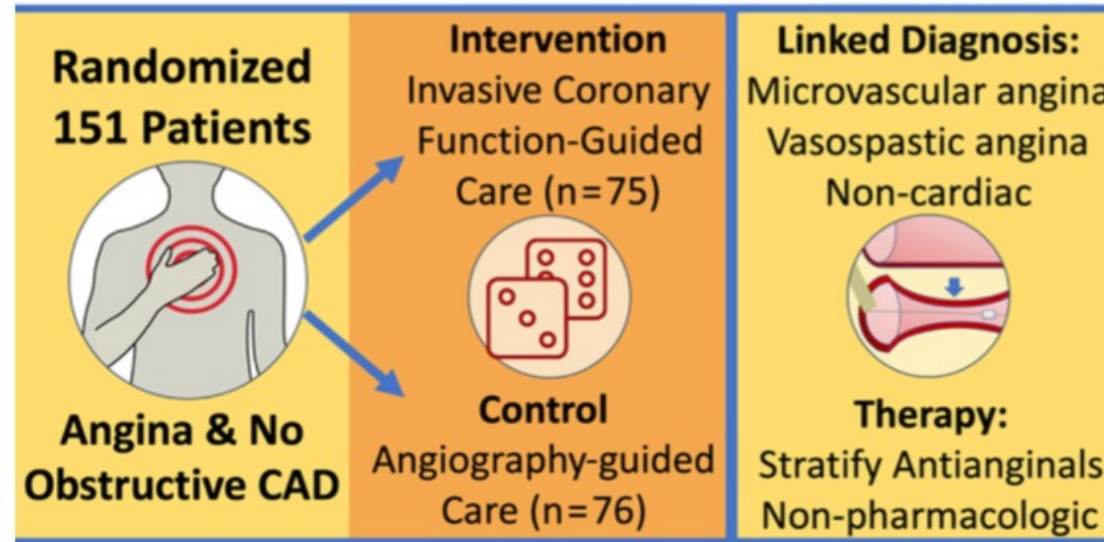 Randomized
151 Patients
Angina & No
Obstructive CAD
Intervention
Invasive Coronary
Function-Guided
Care (n=75)
Control
Angiography-guided
Care (n=76)
Linked Diagnosis:
Microvascular angina
Vasospastic angina
Non-cardiac
Therapy:
Stratify Antianginals
Non-pharmacologic